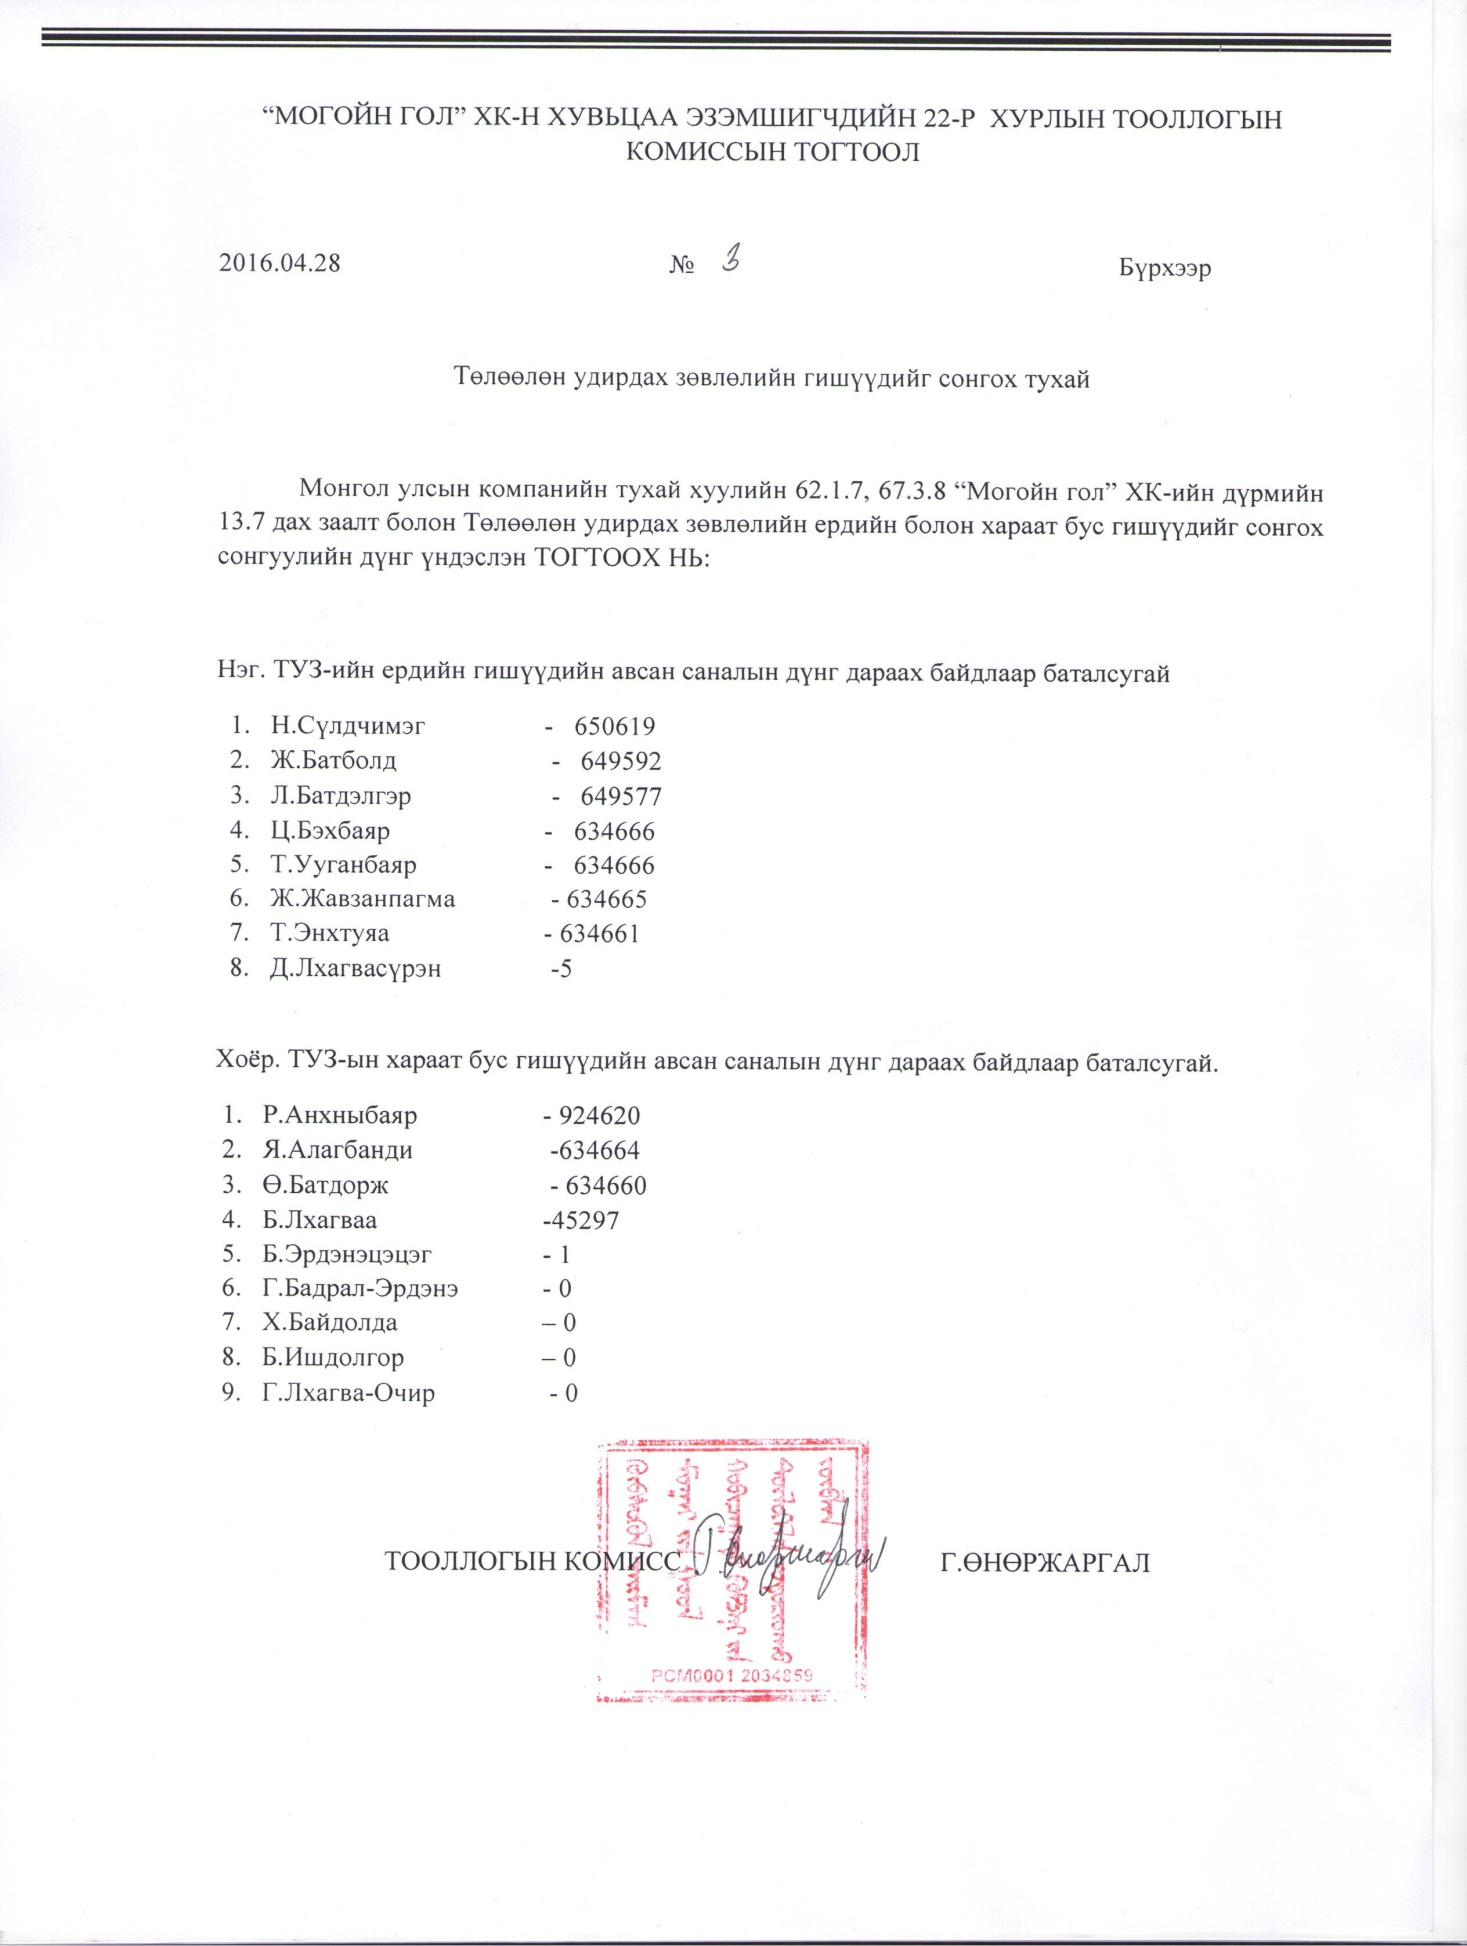 “МОГОЙН ГОЛ” ХК-Н ХУВЬЦАА ЭЗЭМШИГЧДИЙН 22-Р ХУРЛЫН ТООЛЛОГЫН
КОМИССЫН ТОГТООЛ
2016.04.28 № 3 Бүрхээр
Төлөөлөн удирдах зөвлөлийн гишүүдийг сонгох тухай
Монгол улсын компанийн тухай хуулийн 62.1.7, 67.3.8 “Могойн гол” ХК-ийн дүрмийн
13.7 дах заалт болон Төлөөлөн удирдах зөвлөлийн ердийн болон хараат бус гишүүдийг сонгох
сонгуулийн дүнг үндэслэн ТОГТООХ НЬ:
Нэг. ТУЗ-ийн ердийн гишүүдийн авсан саналын дүнг дараах байдлаар баталсугай
1. Н.Сүлдчимэг - 650619
2. Ж.Батболд - 649592
3. Л.Батдэлгэр - 649577
4. Ц.Бэхбаяр - 634666
5. Т.Ууганбаяр - 634666
6. Ж.Жавзанпагма - 634665
7. Т.Энхтуяа - 634661
8. Д.Лхагвасүрэн -5
Хоёр. ТУЗ-ын хараат бус гишүүдийн авсан саналын дүнг дараах байдлаар баталсугай.
1. Р.Анхныбаяр - 924620
2. Я.Алагбанди -634664
3. Ө.Батдорж - 634660
4. Б.Лхагваа -45297
5. Б.Эрдэнэцэцэг - 1
6. Г.Бадрал-Эрдэнэ - 0
7. Х.Байдолда – 0
8. Б.Ишдолгор – 0
9. Г.Лхагва-Очир - 0
ТООЛЛОГЫН КОМИСС Г.ӨНӨРЖАРГАЛ